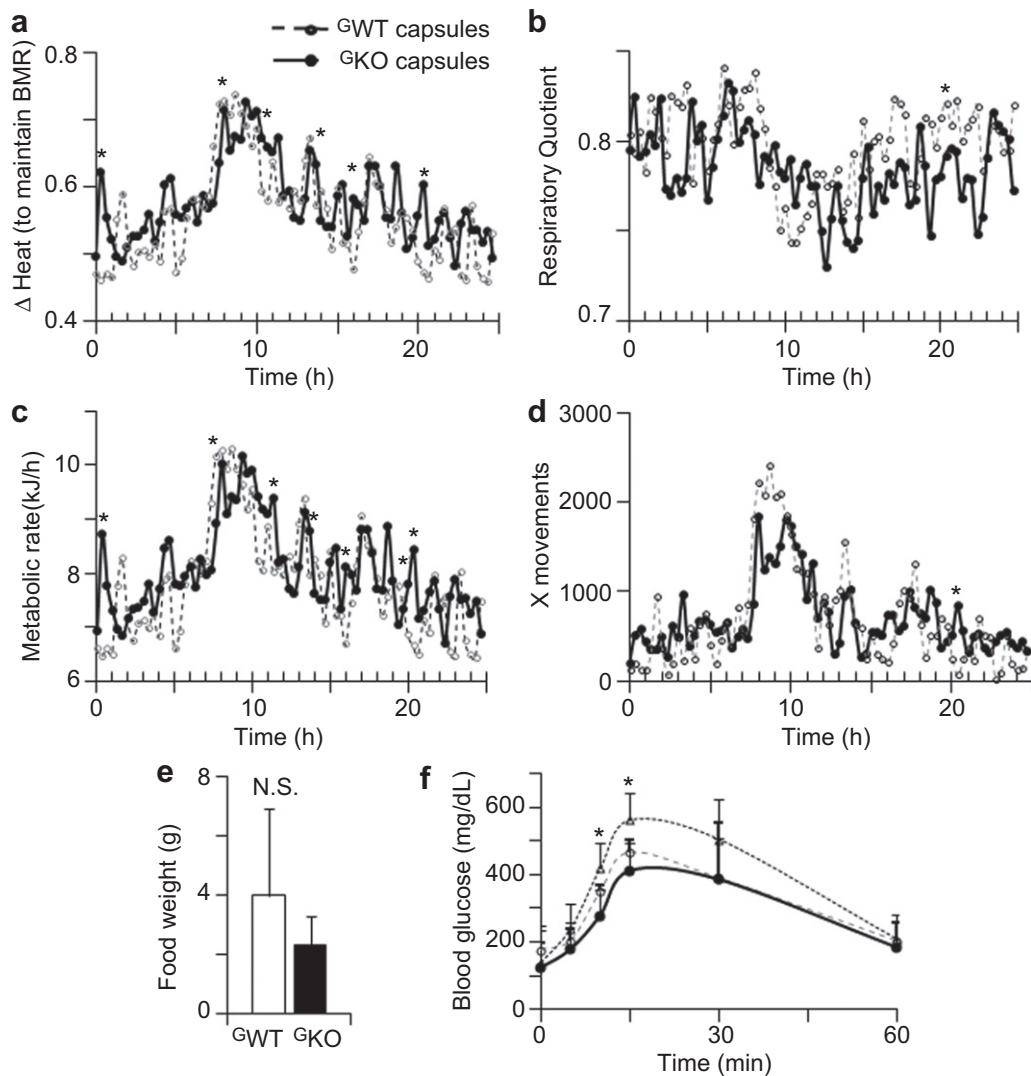 a
GWT capsules
GKO capsules
0.8
0.6
0.4
Δ Heat (to maintain BMR)
* * * * * *
0 10 20
Time (h)
b
0.8
0.7
Respiratory Quotient
*
0 10 20
Time (h)
c
10
8
6
Metabolic rate(kJ/h)
* * * * * * *
0 10 20
Time (h)
d
3000
2000
1000
0
X movements
*
0 10 20
Time (h)
e
N.S.
8
4
0
Food weight (g)
GWT GKO
f
600
400
200
0
Blood glucose (mg/dL)
* *
0 30 60
Time (min)